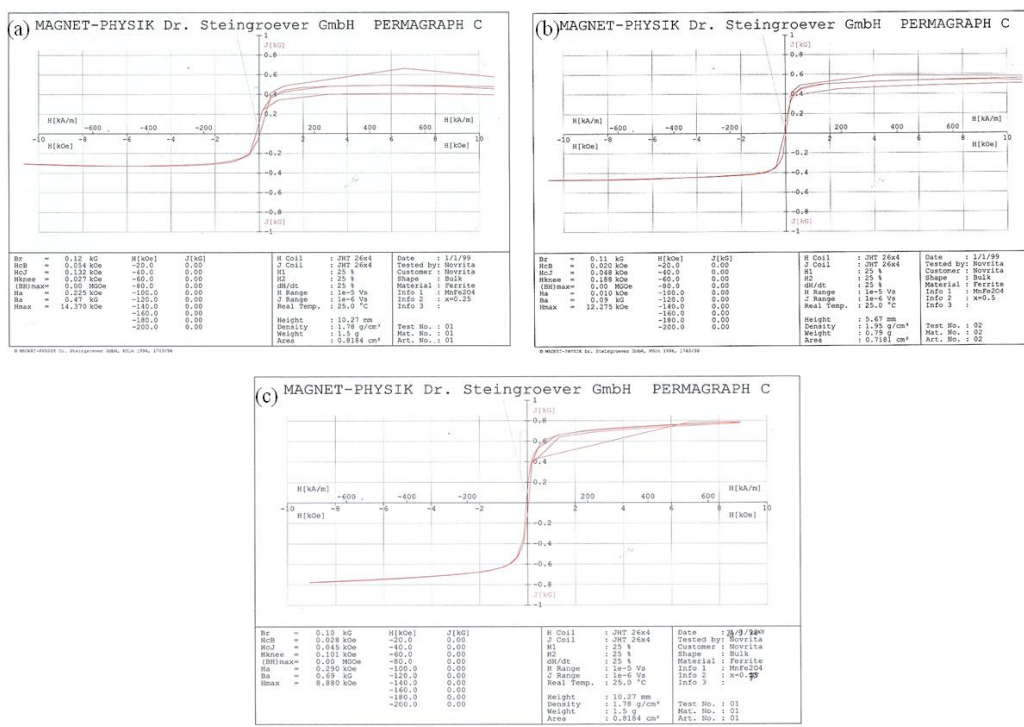 (a)
MAGNET-PHYSIK Dr. Steingroever GmbH PERMAGRAPH C
1
J[kG]
0.8
0.6
0.4
0.2
H[kA/m] -600 -400 -200 H[kA/m]
-10 -8 -6 -4 -2 200 400 600 10
H[kOe] H[kOe]
-0.2
-0.4
-0.6
-0.8
J[kG]
-1
Br = 0.12 kG H[kOe] J[kG] H Coil : JHT 26x4 Date : 1/1/99
HcB = 0.054 kOe -20.0 0.00 J Coil : JHT 26x4 Tested by: Novrita
HcJ = 0.132 kOe -40.0 0.00 H1 : 25 % Customer : Novrita
Hknee = 0.027 kOe -60.0 0.00 H2 : 25 % Shape : Bulk
(BH)max= 0.00 MGOe -80.0 0.00 dH/dt : 25 % Material : Ferrite
Ha = 0.225 kOe -100.0 0.00 H Range : 1e-5 Vs Info 1 : MnFe2O4
Ba = 0.47 kG -120.0 0.00 J Range : 1e-6 Vs Info 2 : x=0.25
Hmax = 14.370 kOe -140.0 0.00 Real Temp. : 25.0 °C Info 3 :
-160.0 0.00
-180.0 0.00 Height : 10.27 mm
-200.0 0.00 Density : 1.78 g/cm³ Test No. : 01
Weight : 1.5 g Mat. No. : 01
Area : 0.8184 cm² Art. No. : 01
© MAGNET-PHYSIK Dr. Steingroever GmbH, Köln 1996, 1763/96
(b)
MAGNET-PHYSIK Dr. Steingroever GmbH PERMAGRAPH C
1
J[kG]
0.8
0.6
0.4
0.2
H[kA/m] -600 -400 -200 H[kA/m]
-10 -8 -6 -4 -2 200 400 600 10
H[kOe] H[kOe]
-0.2
-0.4
-0.6
-0.8
J[kG]
-1
Br = 0.11 kG H[kOe] J[kG] H Coil : JHT 26x4 Date : 1/1/99
HcB = 0.020 kOe -20.0 0.00 J Coil : JHT 26x4 Tested by: Novrita
HcJ = 0.048 kOe -40.0 0.00 H1 : 25 % Customer : Novrita
Hknee = 0.188 kOe -60.0 0.00 H2 : 25 % Shape : Bulk
(BH)max= 0.00 MGOe -80.0 0.00 dH/dt : 25 % Material : Ferrite
Ha = 0.010 kOe -100.0 0.00 H Range : 1e-5 Vs Info 1 : MnFe2O4
Ba = 0.09 kG -120.0 0.00 J Range : 1e-6 Vs Info 2 : x=0.5
Hmax = 12.275 kOe -140.0 0.00 Real Temp. : 25.0 °C Info 3 :
-160.0 0.00
-180.0 0.00 Height : 5.67 mm
-200.0 0.00 Density : 1.95 g/cm³ Test No. : 02
Weight : 0.79 g Mat. No. : 02
Area : 0.7181 cm² Art. No. : 02
© MAGNET-PHYSIK Dr. Steingroever GmbH, Köln 1996, 1763/96
(c)
MAGNET-PHYSIK Dr. Steingroever GmbH PERMAGRAPH C
1
J[kG]
0.8
0.6
0.4
H[kA/m] -600 -400 -200 H[kA/m]
-10 -8 -6 -4 -2 200 400 600 10
H[kOe] H[kOe]
-0.2
-0.4
-0.6
-0.8
J[kG]
-1
Br = 0.10 kG H[kOe] J[kG] H Coil : JHT 26x4 Date :
HcB = 0.028 kOe -20.0 0.00 J Coil : JHT 26x4 Tested by: Novrita
HcJ = 0.045 kOe -40.0 0.00 H1 : 25 % Customer : Novrita
Hknee = 0.101 kOe -60.0 0.00 H2 : 25 % Shape : Bulk
(BH)max= 0.00 MGOe -80.0 0.00 dH/dt : 25 % Material : Ferrite
Ha = 0.290 kOe -100.0 0.00 H Range : 1e-5 Vs Info 1 : MnFe2O4
Ba = 0.69 kG -120.0 0.00 J Range : 1e-6 Vs Info 2 :
Hmax = 8.880 kOe -140.0 0.00 Real Temp. : 25.0 °C Info 3 :
-160.0 0.00
-180.0 0.00 Height : 10.27 mm
-200.0 0.00 Density : 1.78 g/cm³ Test No. : 01
Weight : 1.5 g Mat. No. : 01
Area : 0.8184 cm² Art. No. : 01